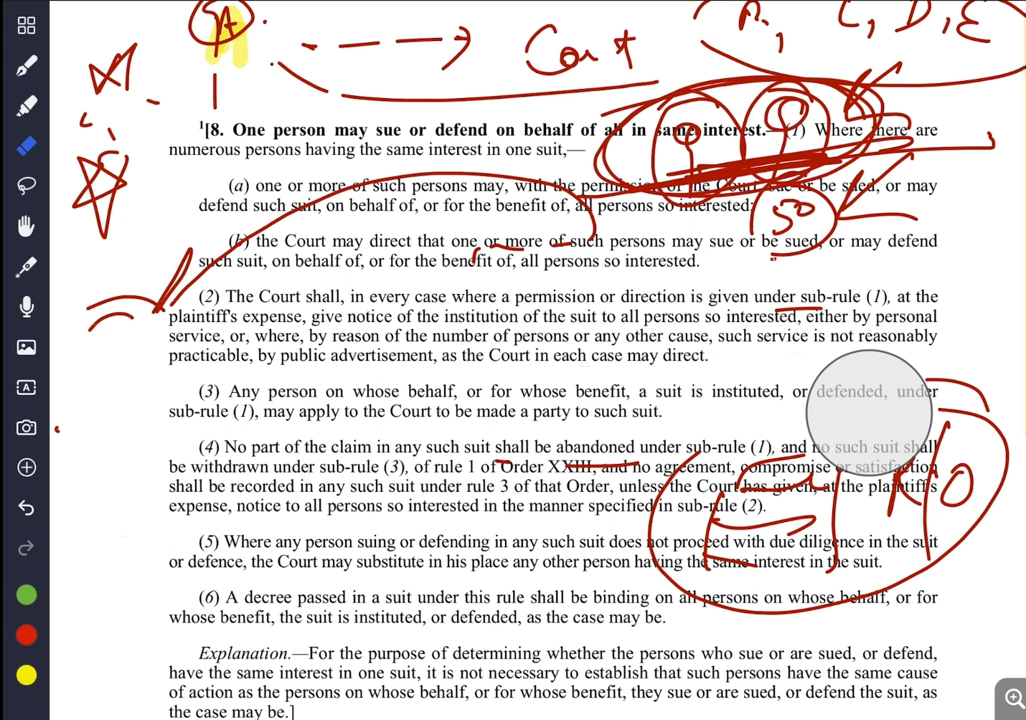 A
A, C, D, E
Court
¹[8. One person may sue or defend on behalf of all in same interest.—(1) Where there are
numerous persons having the same interest in one suit,—
(a) one or more of such persons may, with the permission of the Court, sue or be sued, or may
defend such suit, on behalf of, or for the benefit of, all persons so interested;
50
(b) the Court may direct that one or more of such persons may sue or be sued, or may defend
such suit, on behalf of, or for the benefit of, all persons so interested.
(2) The Court shall, in every case where a permission or direction is given under sub-rule (1), at the
plaintiff's expense, give notice of the institution of the suit to all persons so interested, either by personal
service, or, where, by reason of the number of persons or any other cause, such service is not reasonably
practicable, by public advertisement, as the Court in each case may direct.
(3) Any person on whose behalf, or for whose benefit, a suit is instituted, or defended, under
sub-rule (1), may apply to the Court to be made a party to such suit.
(4) No part of the claim in any such suit shall be abandoned under sub-rule (1), and no such suit shall
be withdrawn under sub-rule (3), of rule 1 of Order XXIII, and no agreement, compromise or satisfaction
shall be recorded in any such suit under rule 3 of that Order, unless the Court has given, at the plaintiff's
expense, notice to all persons so interested in the manner specified in sub-rule (2).
(5) Where any person suing or defending in any such suit does not proceed with due diligence in the suit
or defence, the Court may substitute in his place any other person having the same interest in the suit.
(6) A decree passed in a suit under this rule shall be binding on all persons on whose behalf, or for
whose benefit, the suit is instituted, or defended, as the case may be.
Explanation.—For the purpose of determining whether the persons who sue or are sued, or defend,
have the same interest in one suit, it is not necessary to establish that such persons have the same cause
of action as the persons on whose behalf, or for whose benefit, they sue or are sued, or defend the suit, as
the case may be.]